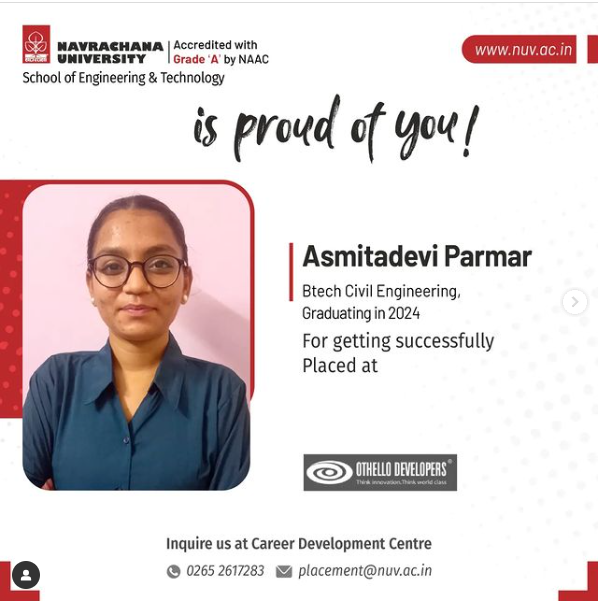 NAVRACHANA
UNIVERSITY
Accredited with
Grade 'A' by NAAC
School of Engineering & Technology
www.nuv.ac.in
is proud of you!
Asmitadevi Parmar
Btech Civil Engineering,
Graduating in 2024
For getting successfully
Placed at
OTHELLO DEVELOPERS®
Think innovation.Think world class
Inquire us at Career Development Centre
0265 2617283 placement@nuv.ac.in